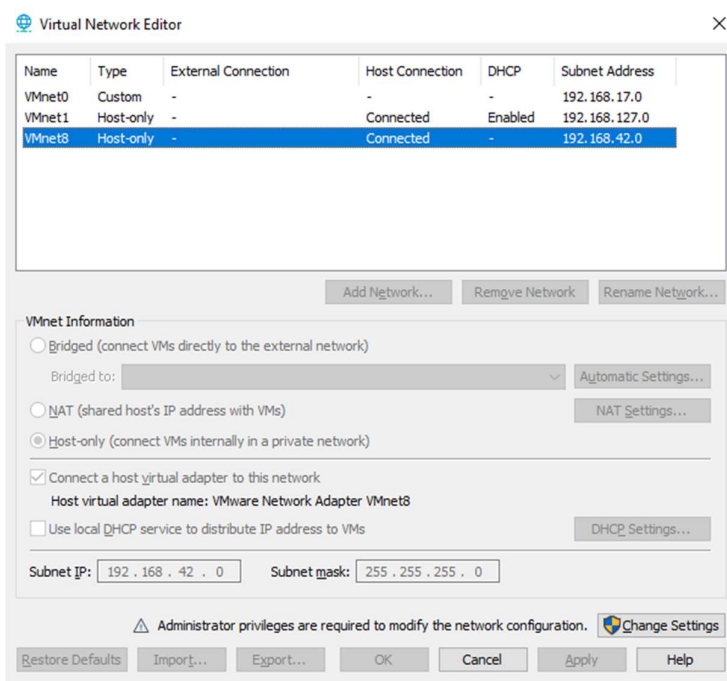 Virtual Network Editor
Name Type External Connection Host Connection DHCP Subnet Address
VMnet0 Custom - - - 192.168.17.0
VMnet1 Host-only - Connected Enabled 192.168.127.0
VMnet8 Host-only - Connected - 192.168.42.0
Add Network... Remove Network Rename Network...
VMnet Information
Bridged (connect VMs directly to the external network)
Bridged to: Automatic Settings...
NAT (shared host's IP address with VMs) NAT Settings...
Host-only (connect VMs internally in a private network)
Connect a host virtual adapter to this network
Host virtual adapter name: VMware Network Adapter VMnet8
Use local DHCP service to distribute IP address to VMs DHCP Settings...
Subnet IP: 192 . 168 . 42 . 0 Subnet mask: 255 . 255 . 255 . 0
Administrator privileges are required to modify the network configuration. Change Settings
Restore Defaults Import... Export... OK Cancel Apply Help